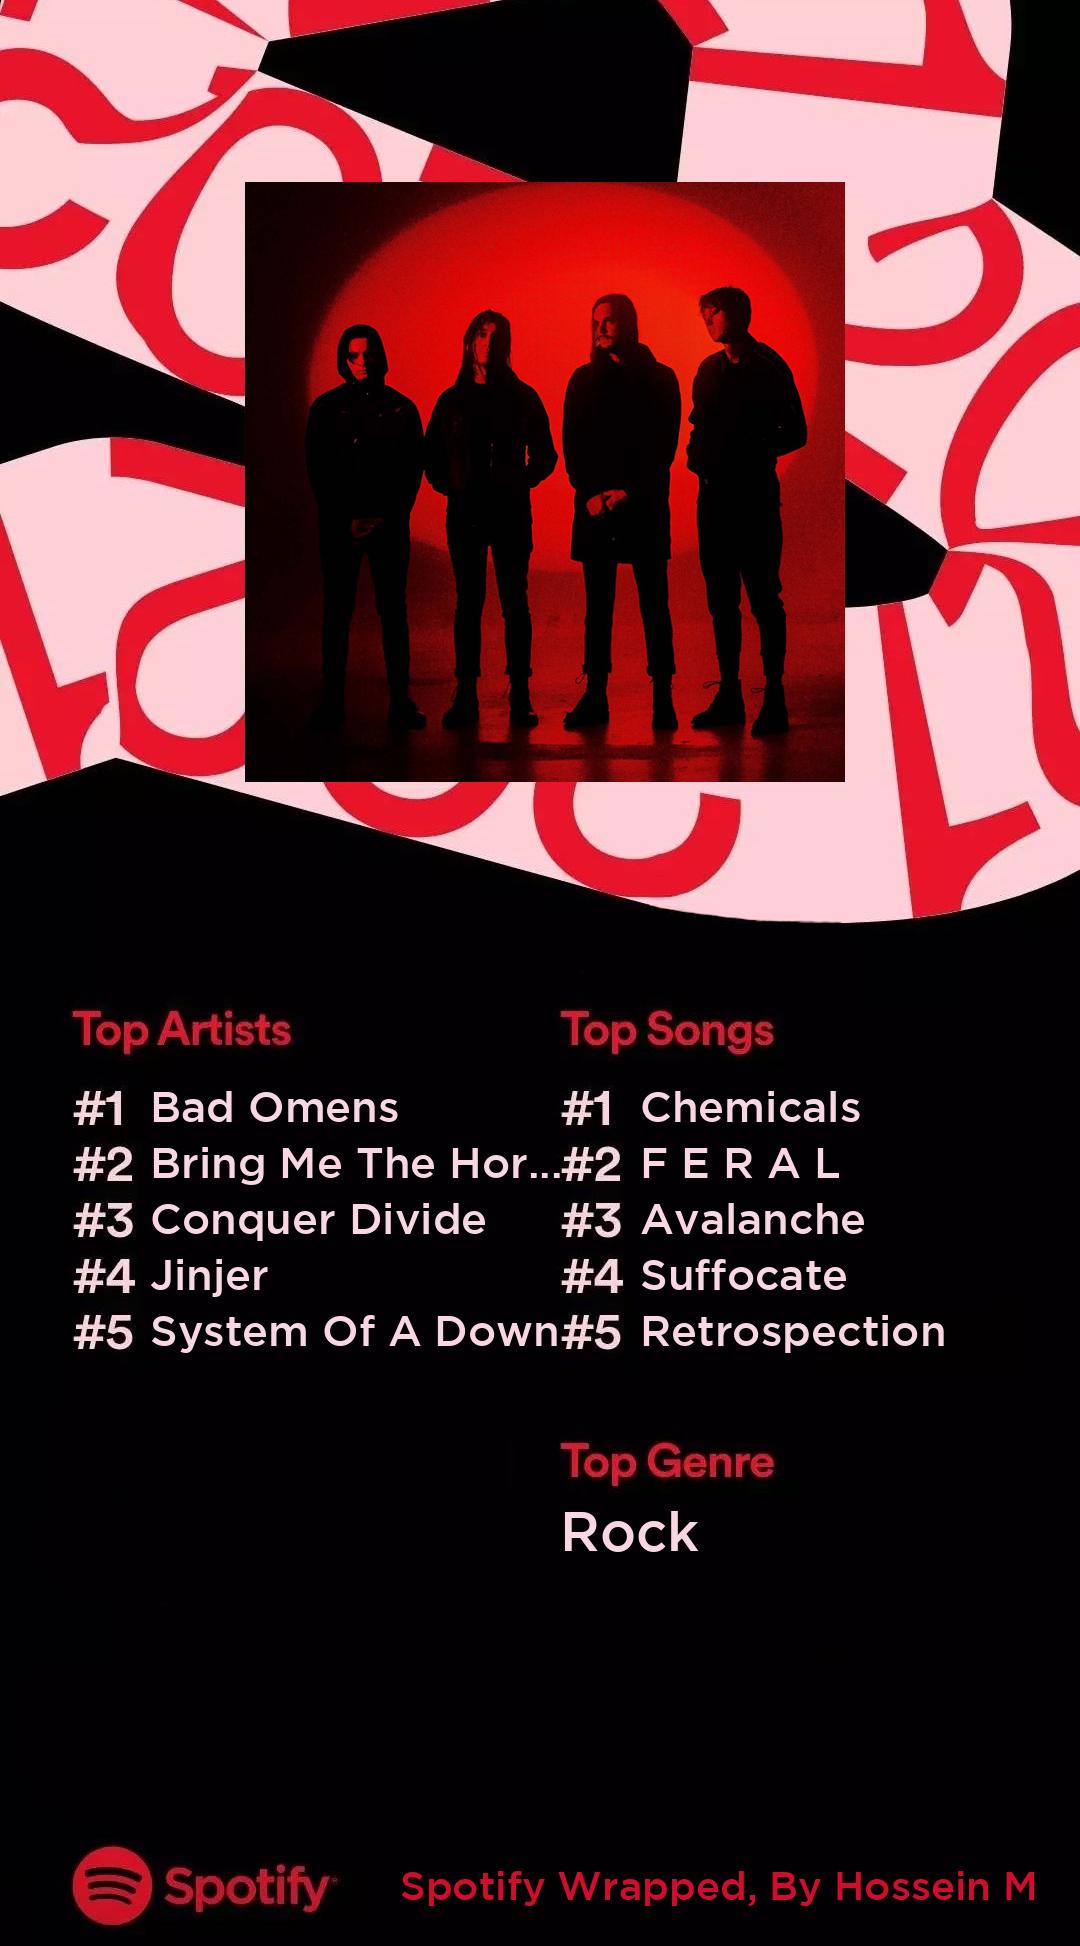 Top Artists
#1 Bad Omens
#2 Bring Me The Hor...
#3 Conquer Divide
#4 Jinjer
#5 System Of A Down
Top Songs
#1 Chemicals
#2 F E R A L
#3 Avalanche
#4 Suffocate
#5 Retrospection
Top Genre
Rock
Spotify
Spotify Wrapped, By Hossein M